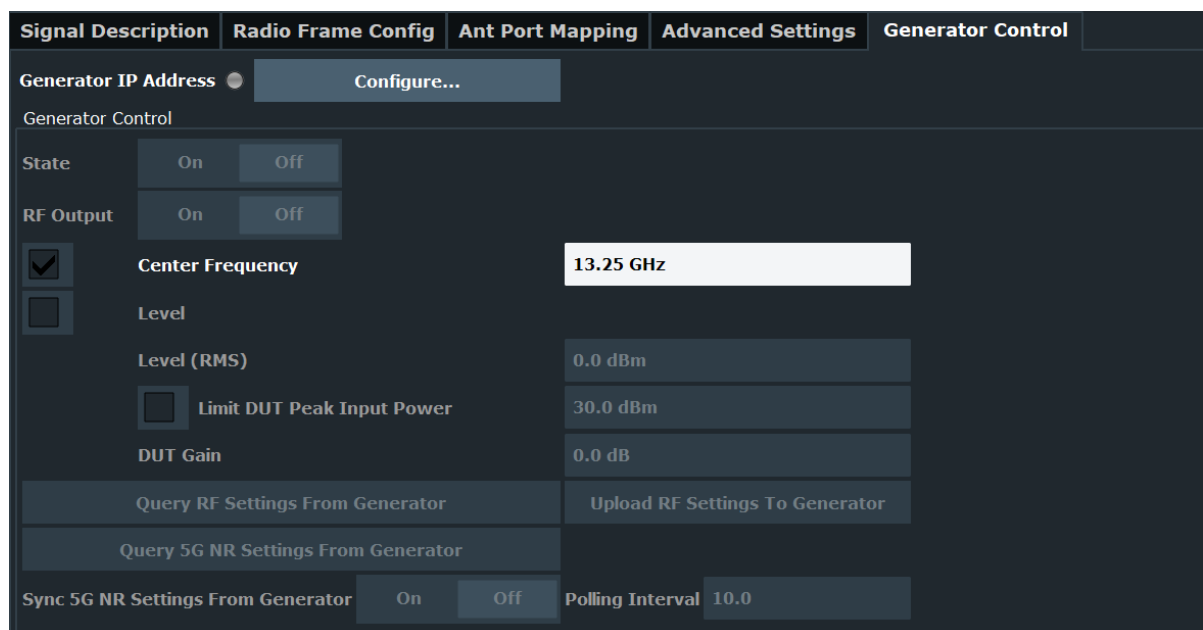 Signal Description Radio Frame Config Ant Port Mapping Advanced Settings Generator Control
Generator IP Address Configure...
Generator Control
State On Off
RF Output On Off
Center Frequency 13.25 GHz
Level
Level (RMS) 0.0 dBm
Limit DUT Peak Input Power 30.0 dBm
DUT Gain 0.0 dB
Query RF Settings From Generator Upload RF Settings To Generator
Query 5G NR Settings From Generator
Sync 5G NR Settings From Generator On Off Polling Interval 10.0